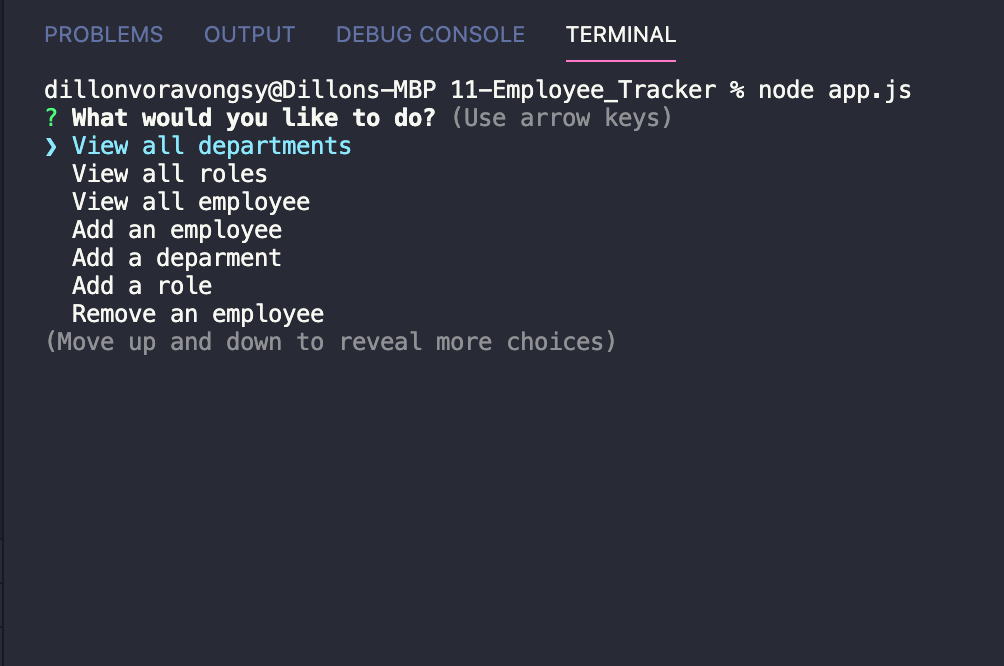 PROBLEMS OUTPUT DEBUG CONSOLE TERMINAL
dillonvoravongsy@Dillons-MBP 11-Employee_Tracker % node app.js
? What would you like to do? (Use arrow keys)
❯ View all departments
View all roles
View all employee
Add an employee
Add a deparment
Add a role
Remove an employee
(Move up and down to reveal more choices)